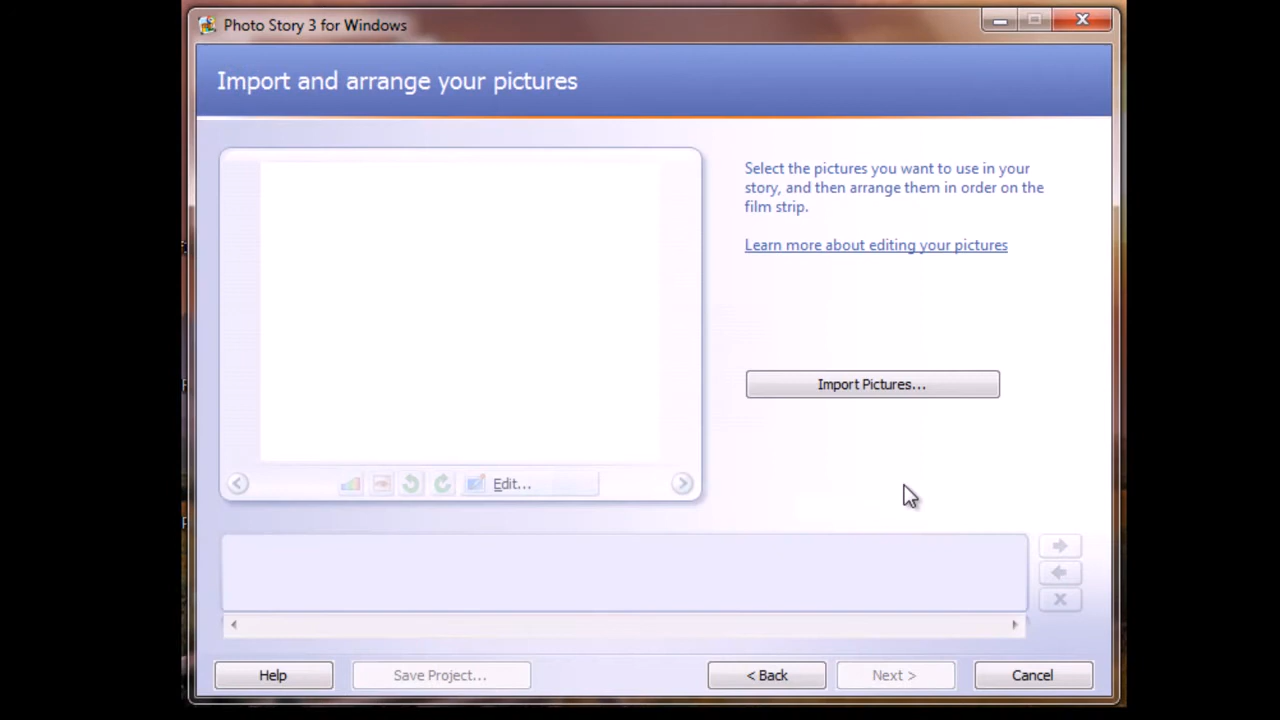 Photo Story 3 for Windows
Import and arrange your pictures
Select the pictures you want to use in your
story, and then arrange them in order on the
film strip.
Learn more about editing your pictures
Import Pictures...
Edit...
Help
Save Project...
< Back
Next >
Cancel